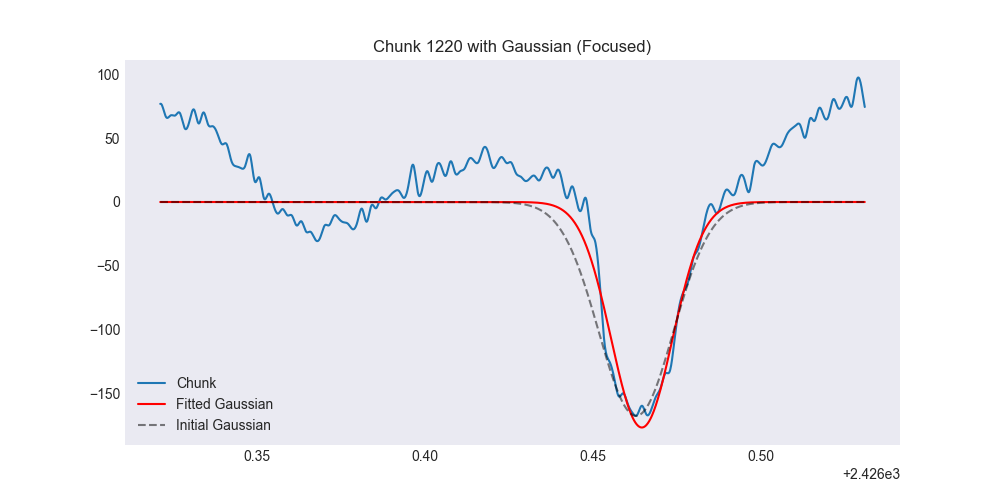 Chunk 1220 with Gaussian (Focused)
100
50
0
−50
−100
−150
Chunk
Fitted Gaussian
Initial Gaussian
0.35 0.40 0.45 0.50
+2.426e3